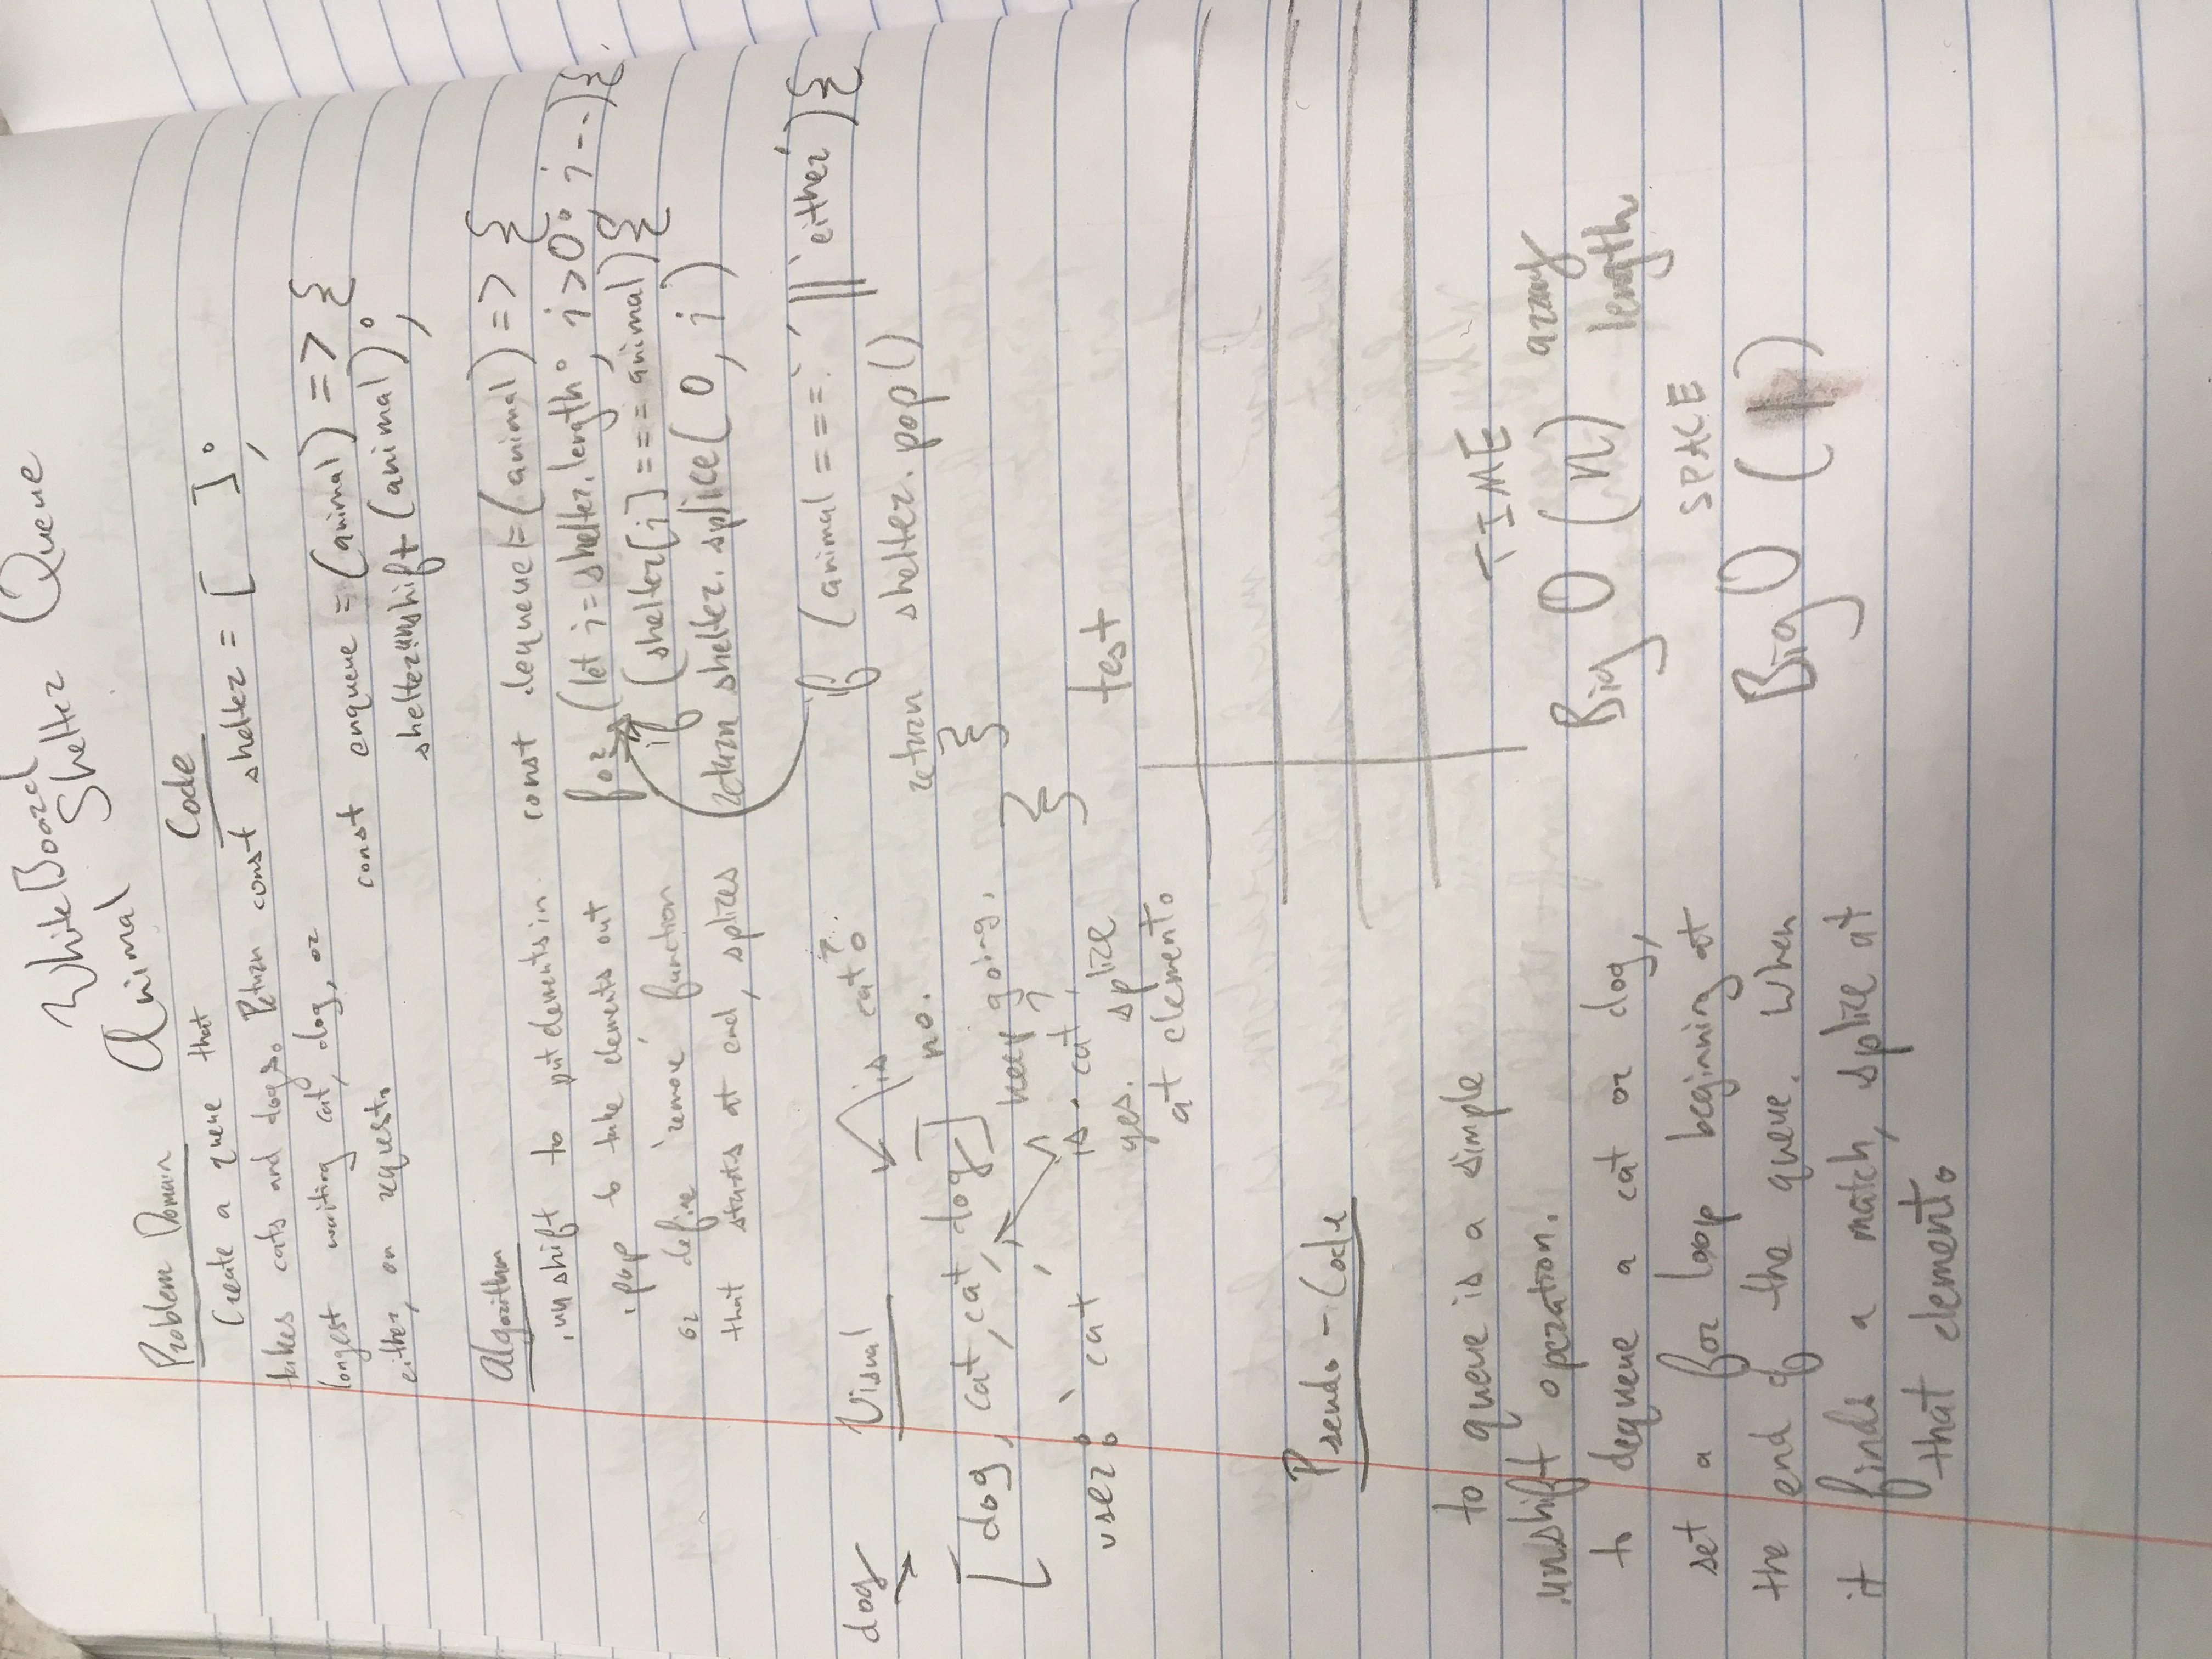 WhiteBoard
Animal Shelter Queue
Problem Domain
Create a queue that
takes cats and dogs. Return
longest waiting cat, dog, or
either, on request.
Algorithm
.unshift to put elements in
.pop to take elements out
or define 'remove' function
that starts at end, splices
Visual
dog
[dog, cat, cat, dog]
is cat?
no.
keep going.
user: 'cat'
is cat?
yes. splice
at element.
Code
const shelter = [ ];
const enqueue = (animal) => {
shelter.unshift(animal);
const dequeue = (animal) => {
for (let i = shelter.length; i > 0; i--){
if (shelter[i] === animal){
return shelter.splice(0, i)
if (animal === '' || 'either'){
return shelter.pop()
}
}
test
Pseudo-Code
to queue is a simple
.unshift operation.
to dequeue a cat or dog,
set a for loop beginning at
the end of the queue. When
it finds a match, splice at
that element.
TIME
Big O (n) array length
SPACE
Big O (1)